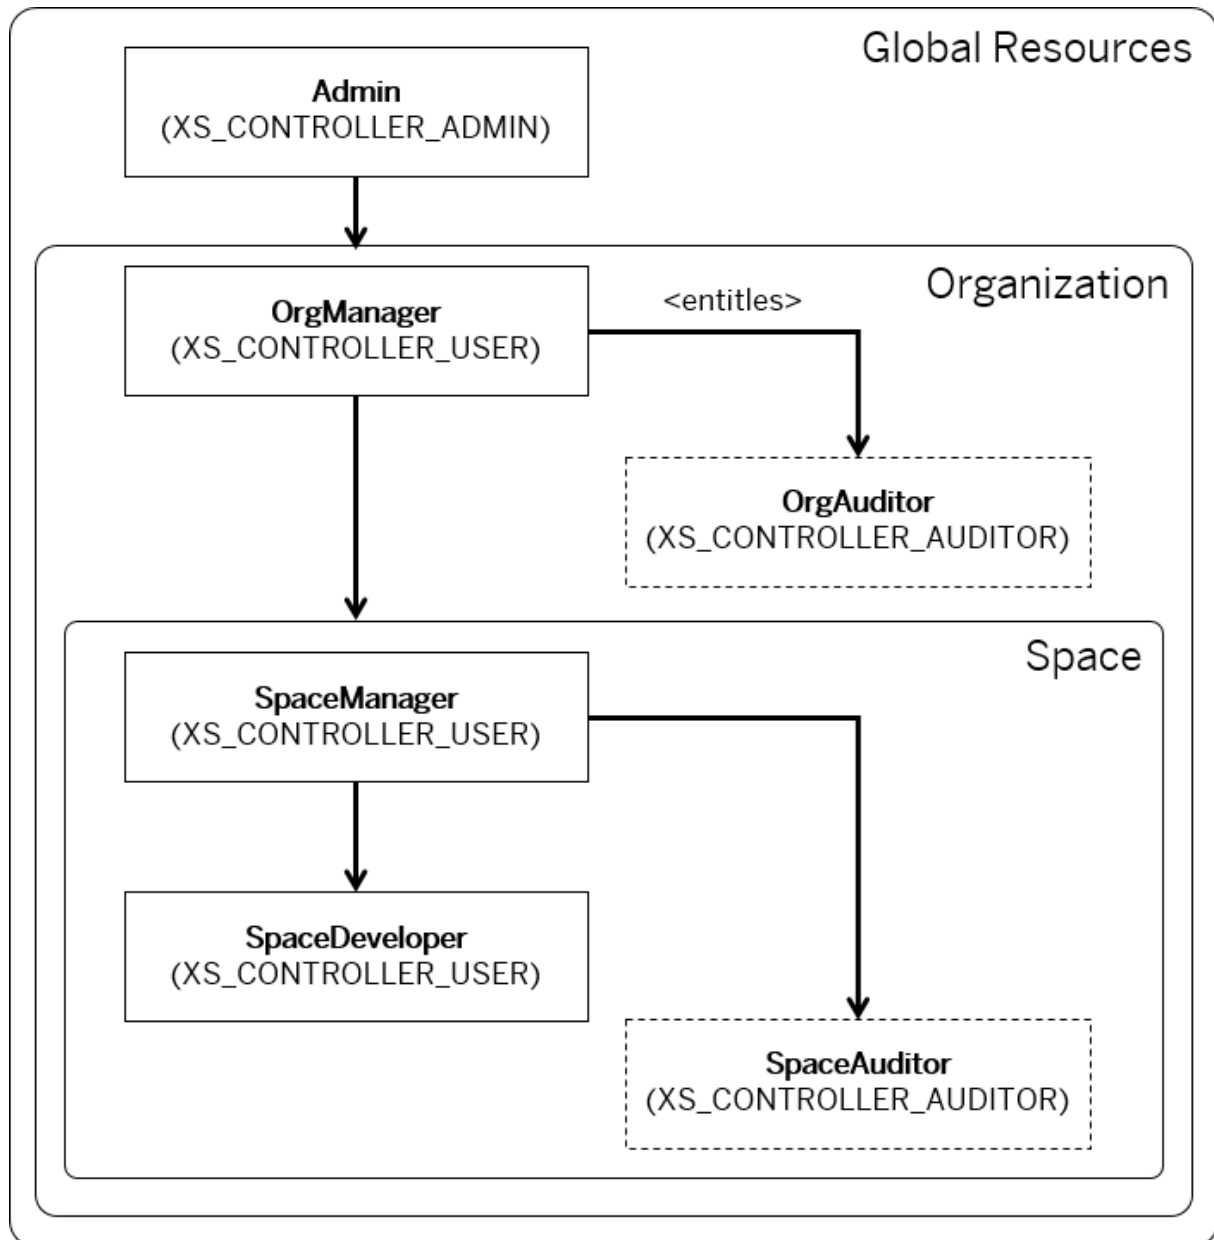 Global Resources
Admin
(XS_CONTROLLER_ADMIN)
Organization
OrgManager
(XS_CONTROLLER_USER)
<entitles>
OrgAuditor
(XS_CONTROLLER_AUDITOR)
Space
SpaceManager
(XS_CONTROLLER_USER)
SpaceDeveloper
(XS_CONTROLLER_USER)
SpaceAuditor
(XS_CONTROLLER_AUDITOR)